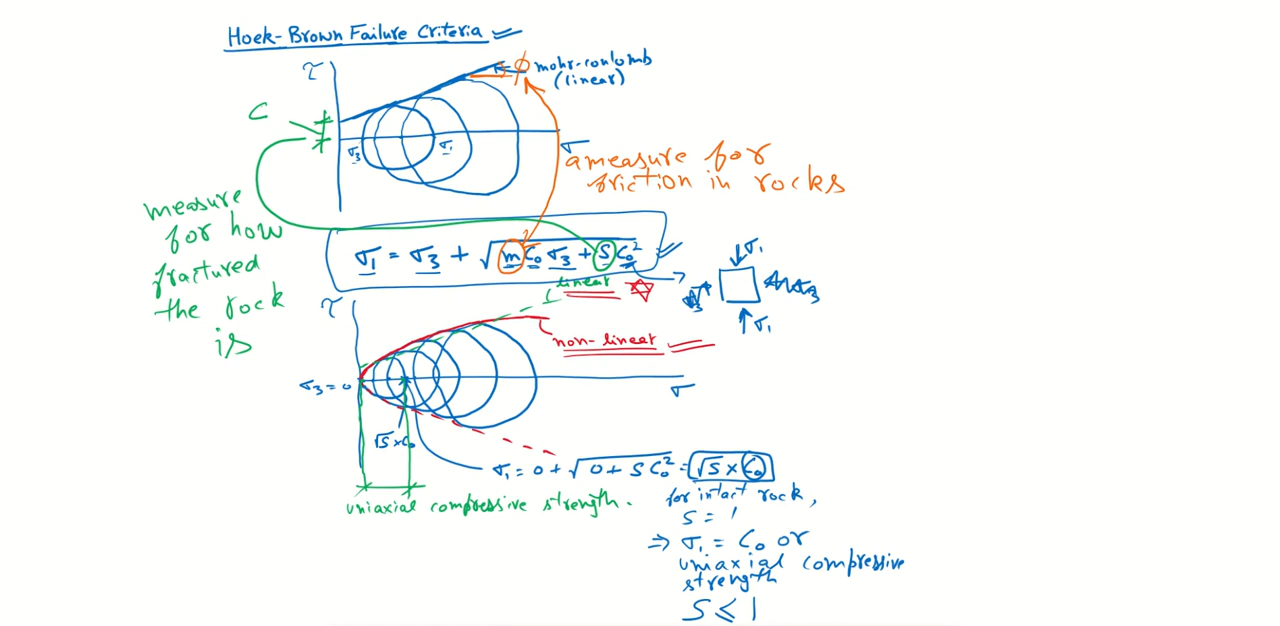 Hoek-Brown Failure Criteria
τ
ϕ mohr-coulomb
(linear)
C
σ₃
σ₁
σ
a measure for
friction in rocks
measure
for how
fractured
the rock
is
σ₁ = σ₃ + √(m C₀ σ₃ + S C₀²)
σ₁
σ₃
σ₁
linear
τ
non-linear
σ₃ = 0
σ
√S × C₀
σ₁ = 0 + √(0 + S C₀²) = √S × C₀
uniaxial compressive strength.
for intact rock,
S = 1
⇒ σ₁ = C₀ or
uniaxial compressive
strength
S ≤ 1